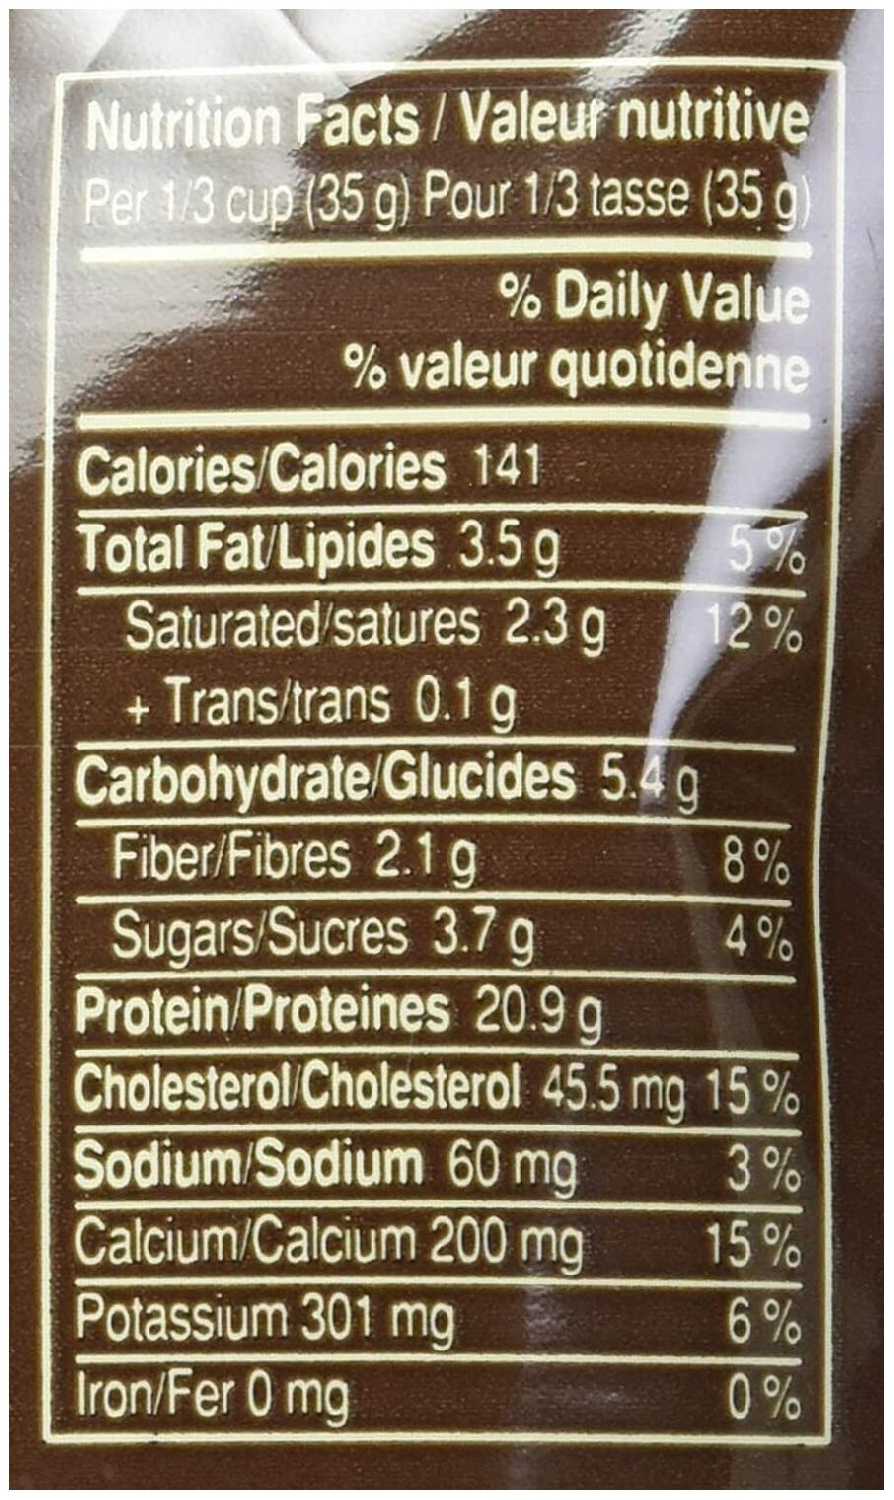 Nutrition Facts / Valeur nutritive
Per 1/3 cup (35 g) Pour 1/3 tasse (35 g)
% Daily Value
% valeur quotidenne
Calories/Calories 141
Total Fat/Lipides 3.5 g 5 %
Saturated/satures 2.3 g 12 %
+ Trans/trans 0.1 g
Carbohydrate/Glucides 5.4 g
Fiber/Fibres 2.1 g 8 %
Sugars/Sucres 3.7 g 4 %
Protein/Proteines 20.9 g
Cholesterol/Cholesterol 45.5 mg 15 %
Sodium/Sodium 60 mg 3 %
Calcium/Calcium 200 mg 15 %
Potassium 301 mg 6 %
Iron/Fer 0 mg 0 %